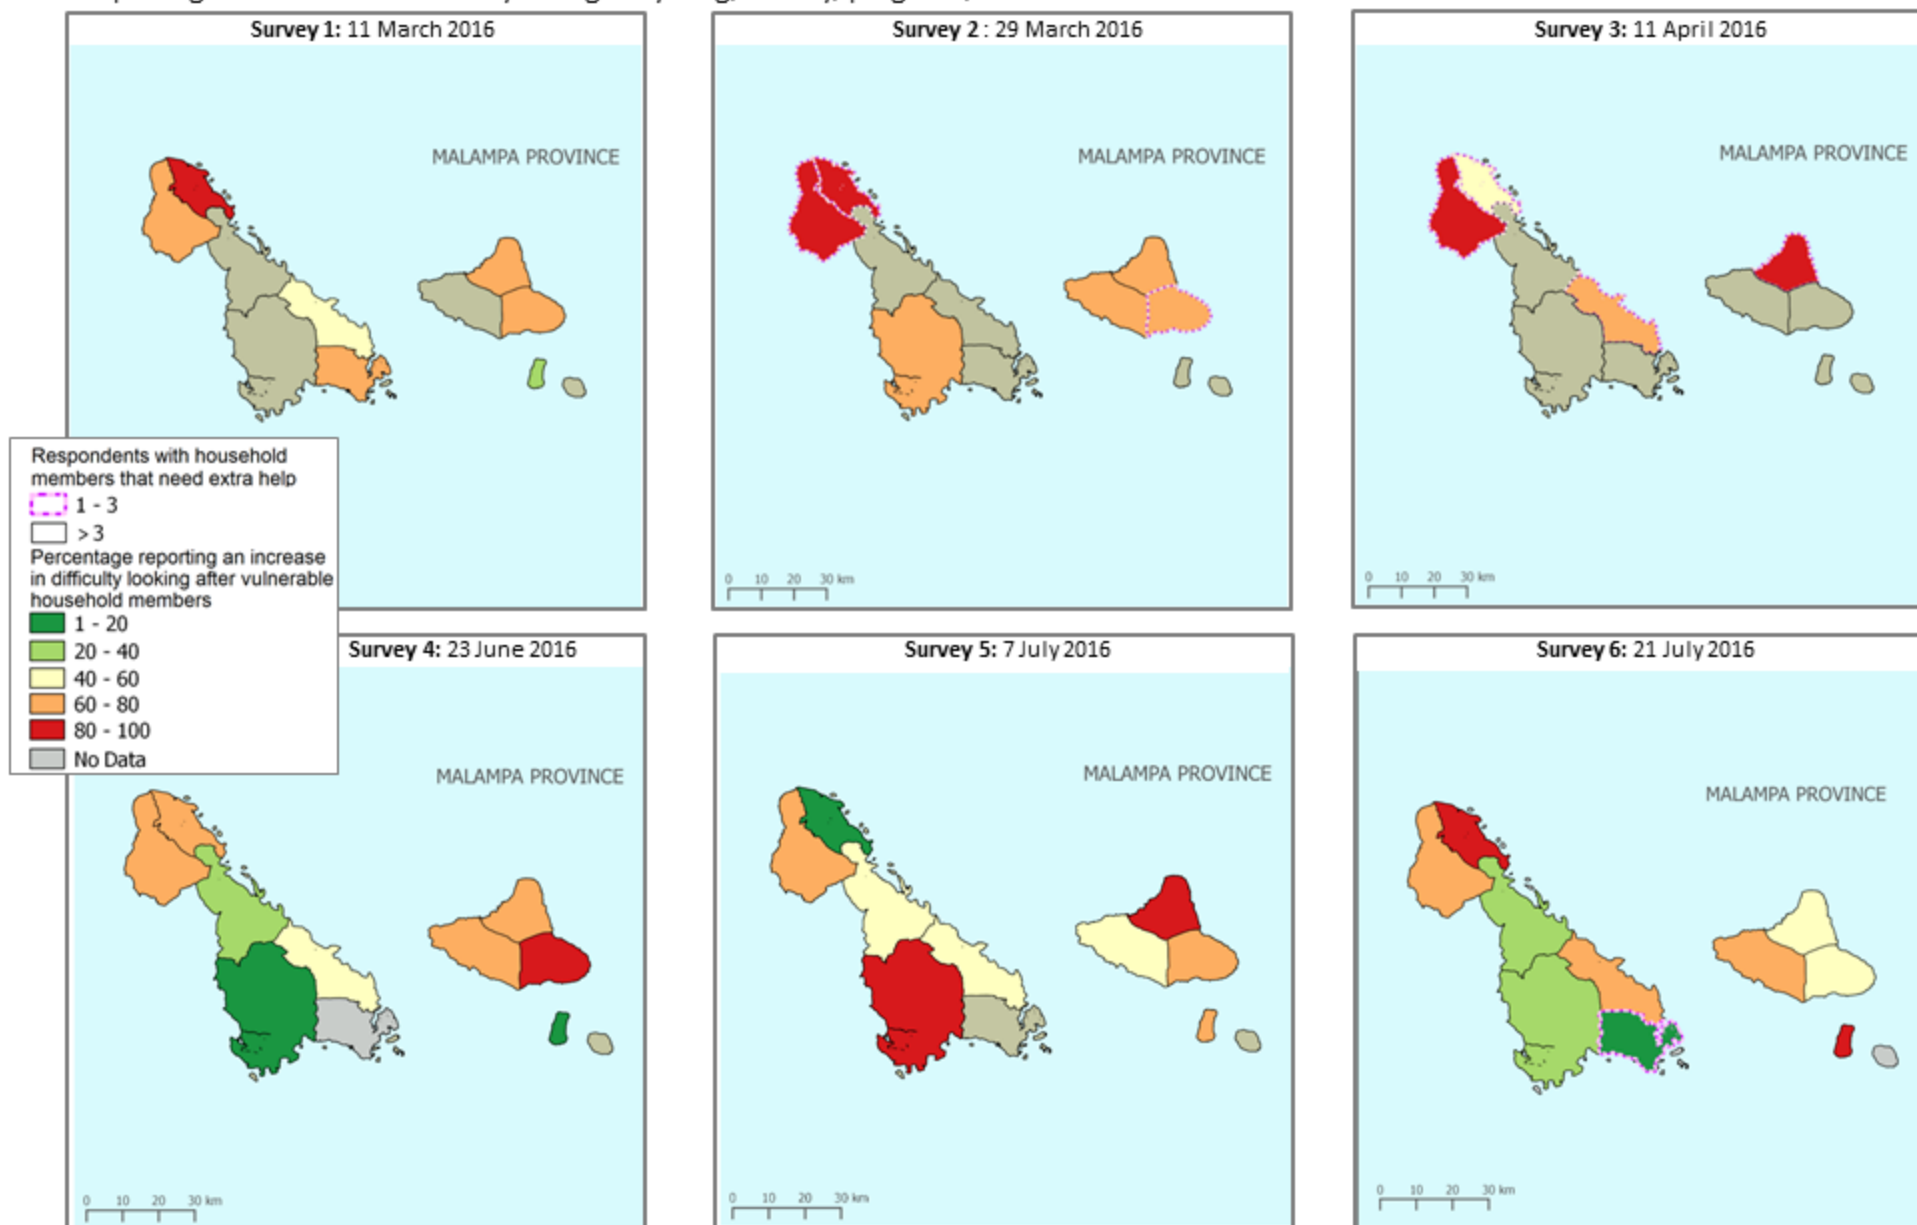 Survey 1: 11 March 2016
MALAMPA PROVINCE
Survey 2 : 29 March 2016
MALAMPA PROVINCE
0 10 20 30 km
Survey 3: 11 April 2016
MALAMPA PROVINCE
0 10 20 30 km
Respondents with household
members that need extra help
1 - 3
> 3
Percentage reporting an increase
in difficulty looking after vulnerable
household members
1 - 20
20 - 40
40 - 60
60 - 80
80 - 100
No Data
Survey 4: 23 June 2016
MALAMPA PROVINCE
0 10 20 30 km
Survey 5: 7 July 2016
MALAMPA PROVINCE
0 10 20 30 km
Survey 6: 21 July 2016
MALAMPA PROVINCE
0 10 20 30 km